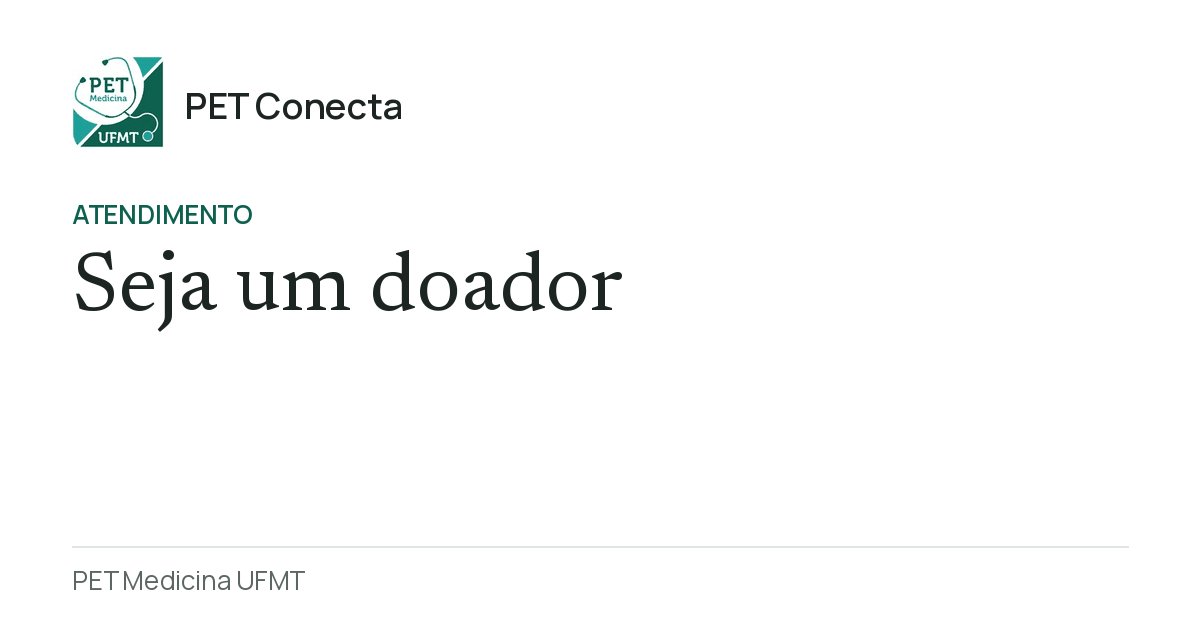 PET
Medicina
UFMT
PET Conecta
ATENDIMENTO
Seja um doador
PET Medicina UFMT